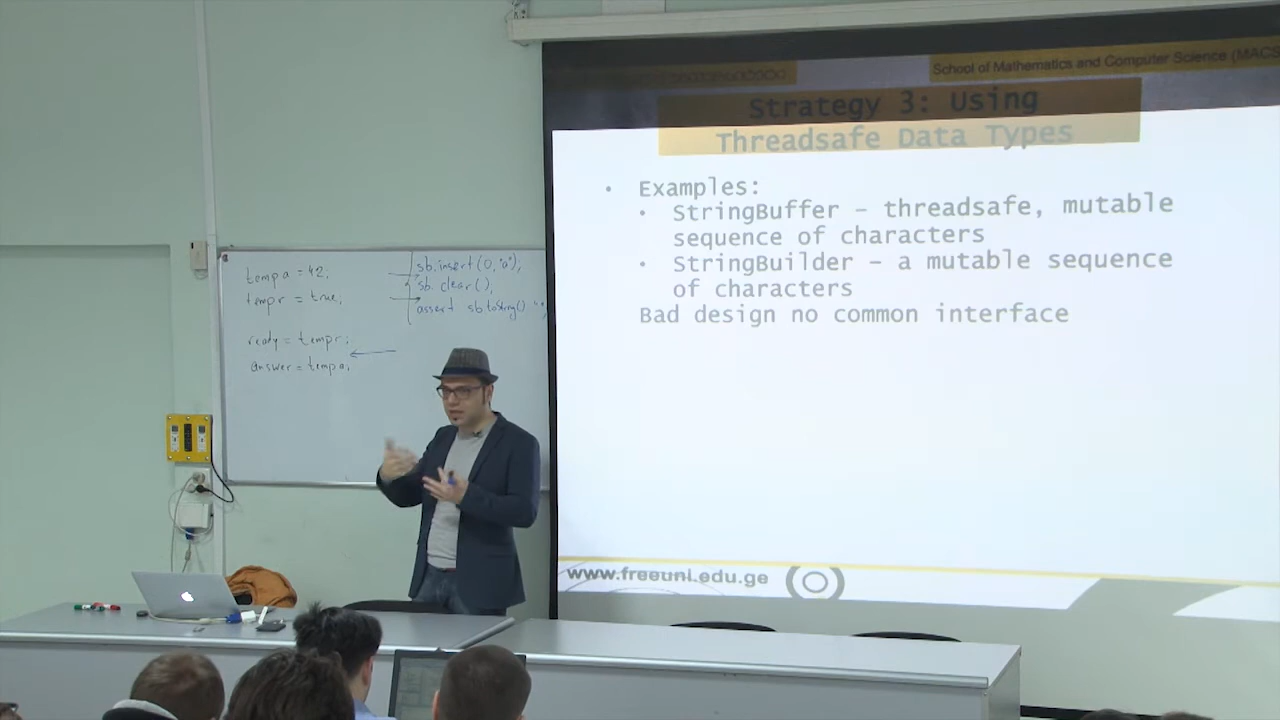 School of Mathematics and Computer Science (MACS
Strategy 3: Using
Threadsafe Data Types
• Examples:
• StringBuffer – threadsafe, mutable
sequence of characters
• StringBuilder – a mutable sequence
of characters
Bad design no common interface
www.freeuni.edu.ge
tempa = 42;
tempr = true;
ready = tempr;
answer = tempa;
sb.insert(0,"a");
sb.clear();
assert sb.toString()